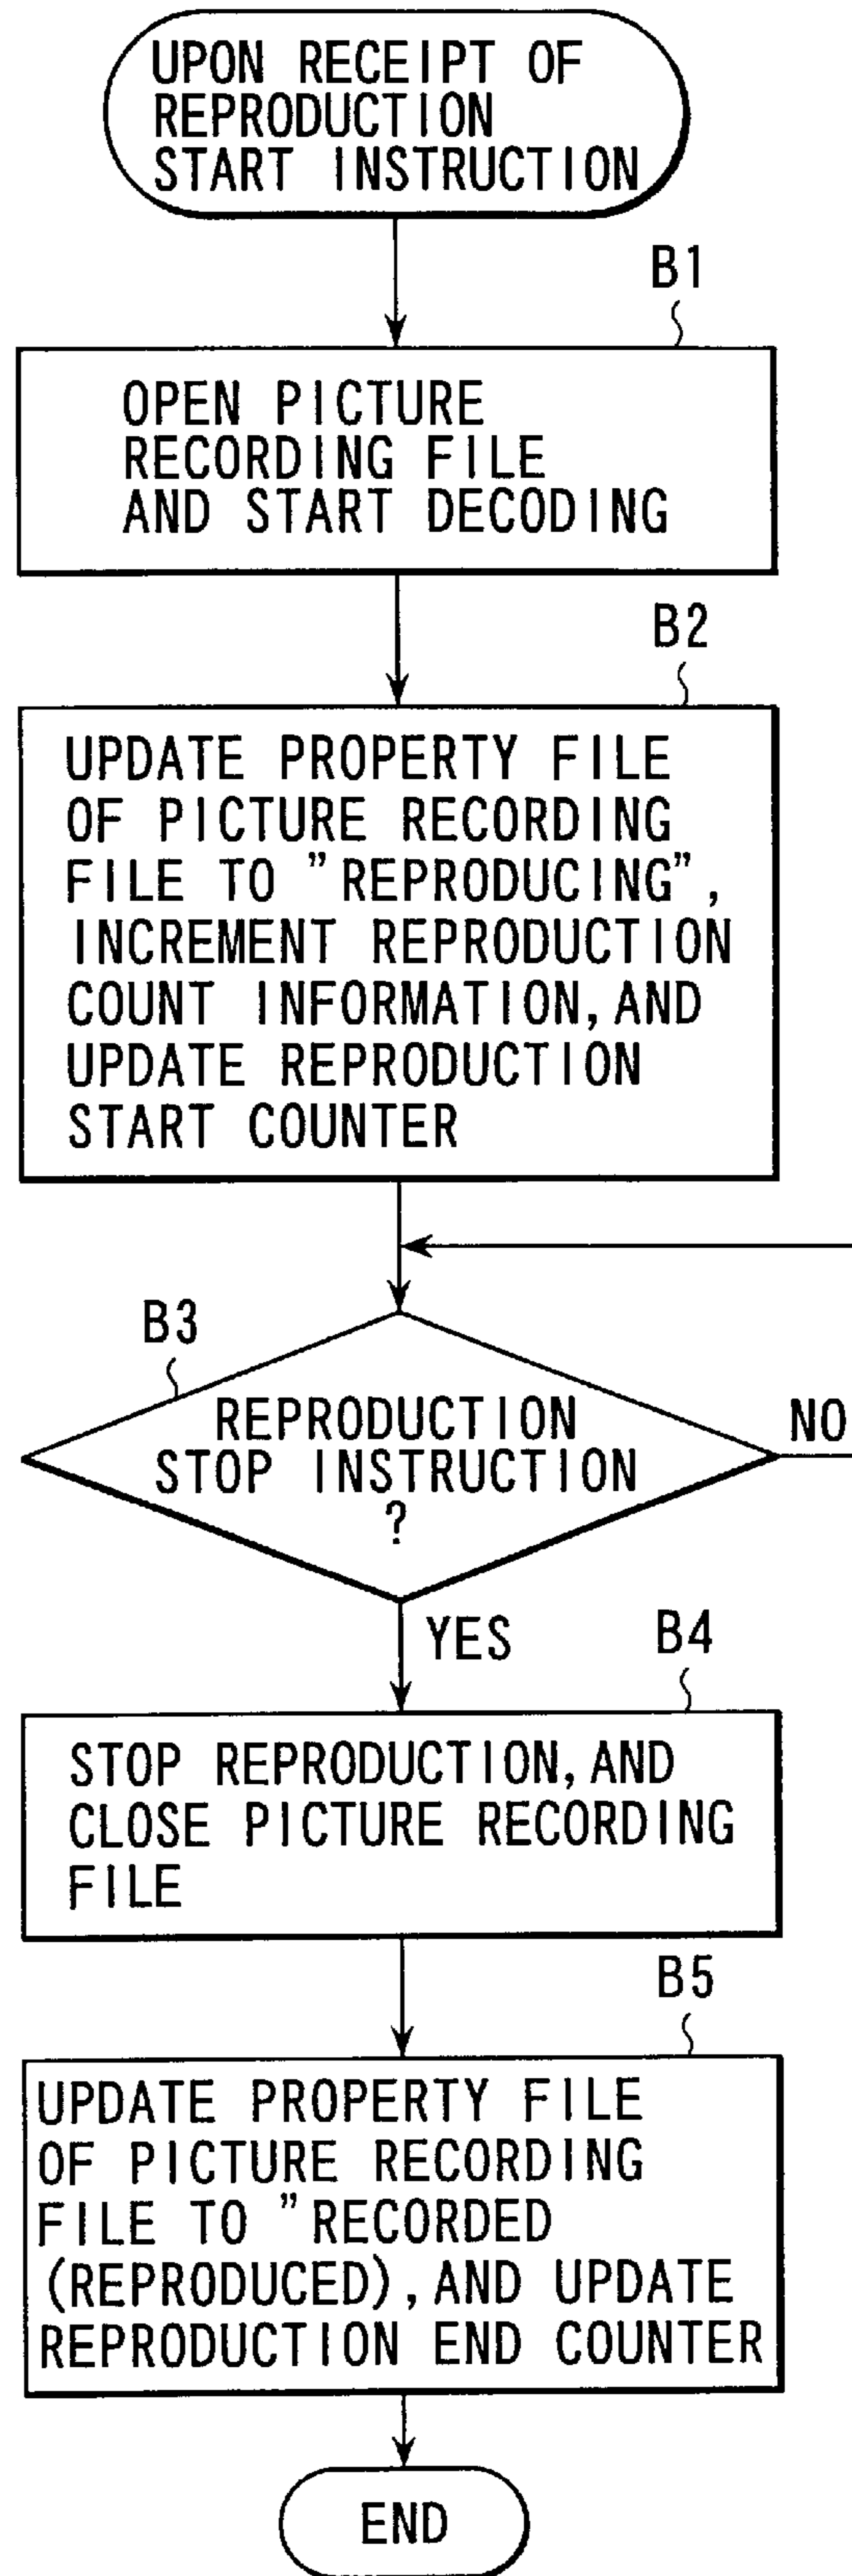 UPON RECEIPT OF
REPRODUCTION
START INSTRUCTION
B1
OPEN PICTURE
RECORDING FILE
AND START DECODING
B2
UPDATE PROPERTY FILE
OF PICTURE RECORDING
FILE TO "REPRODUCING",
INCREMENT REPRODUCTION
COUNT INFORMATION, AND
UPDATE REPRODUCTION
START COUNTER
B3
REPRODUCTION
STOP INSTRUCTION
?
NO
YES
B4
STOP REPRODUCTION, AND
CLOSE PICTURE RECORDING
FILE
B5
UPDATE PROPERTY FILE
OF PICTURE RECORDING
FILE TO "RECORDED
(REPRODUCED), AND UPDATE
REPRODUCTION END COUNTER
END